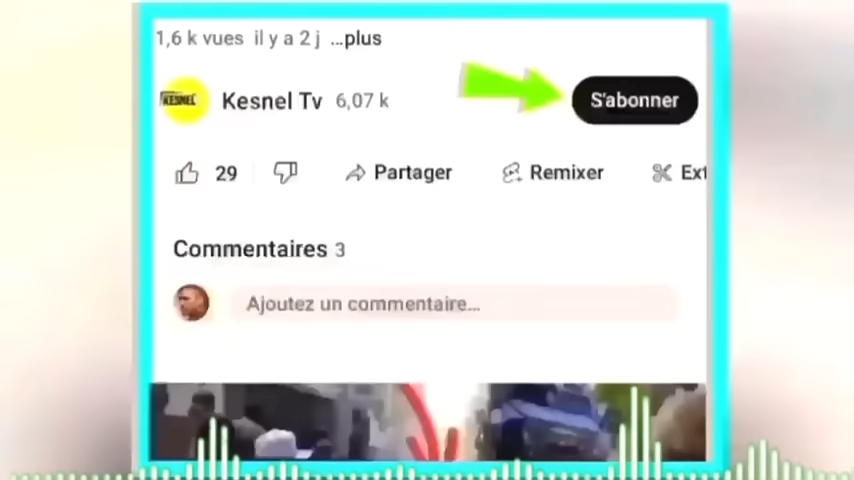 1,6 k vues il y a 2 j ...plus
KESNEL
Kesnel Tv 6,07 k
S'abonner
29 Partager Remixer Ext
Commentaires 3
Ajoutez un commentaire...